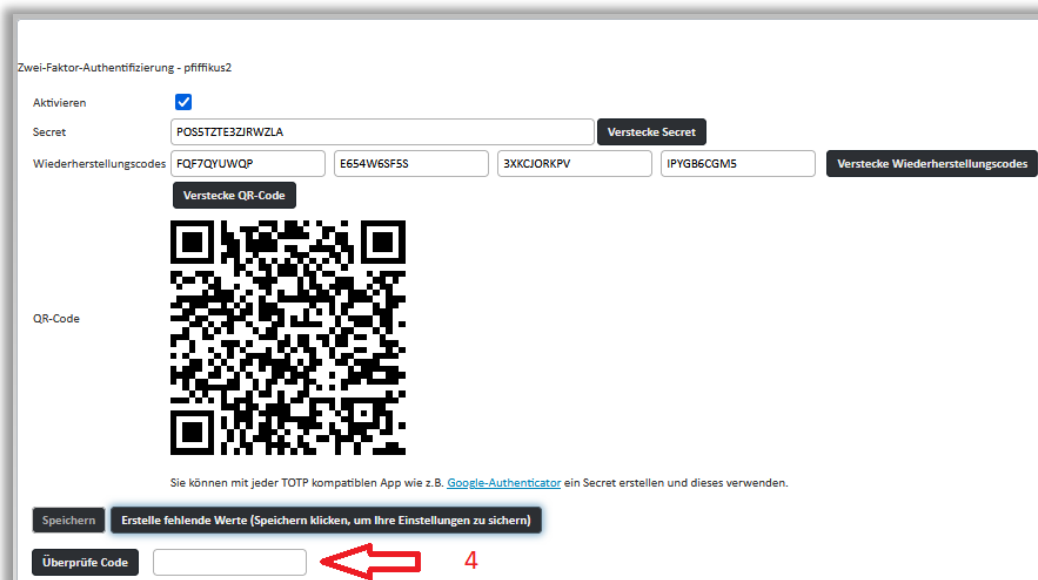 Zwei-Faktor-Authentifizierung - pfiffikus2
Aktivieren
Secret POS5TZTE3ZJRWZLA Verstecke Secret
Wiederherstellungscodes FQF7QYUWQP E654W6SF5S 3XKCJORKPV IPYGB6CGM5 Verstecke Wiederherstellungscodes
Verstecke QR-Code
QR-Code
Sie können mit jeder TOTP kompatiblen App wie z.B. Google-Authenticator ein Secret erstellen und dieses verwenden.
Speichern Erstelle fehlende Werte (Speichern klicken, um Ihre Einstellungen zu sichern)
Überprüfe Code 4